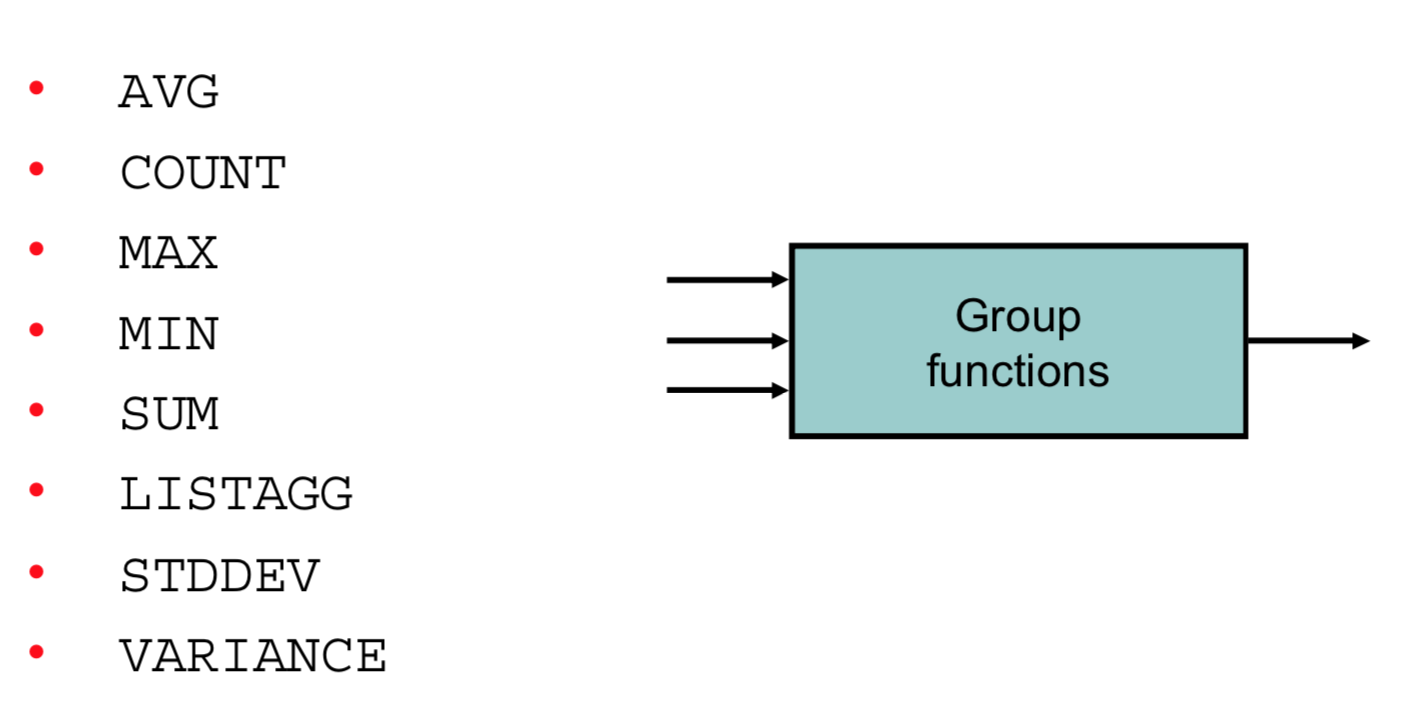 • AVG
• COUNT
• MAX
• MIN
• SUM
• LISTAGG
• STDDEV
• VARIANCE
Group
functions